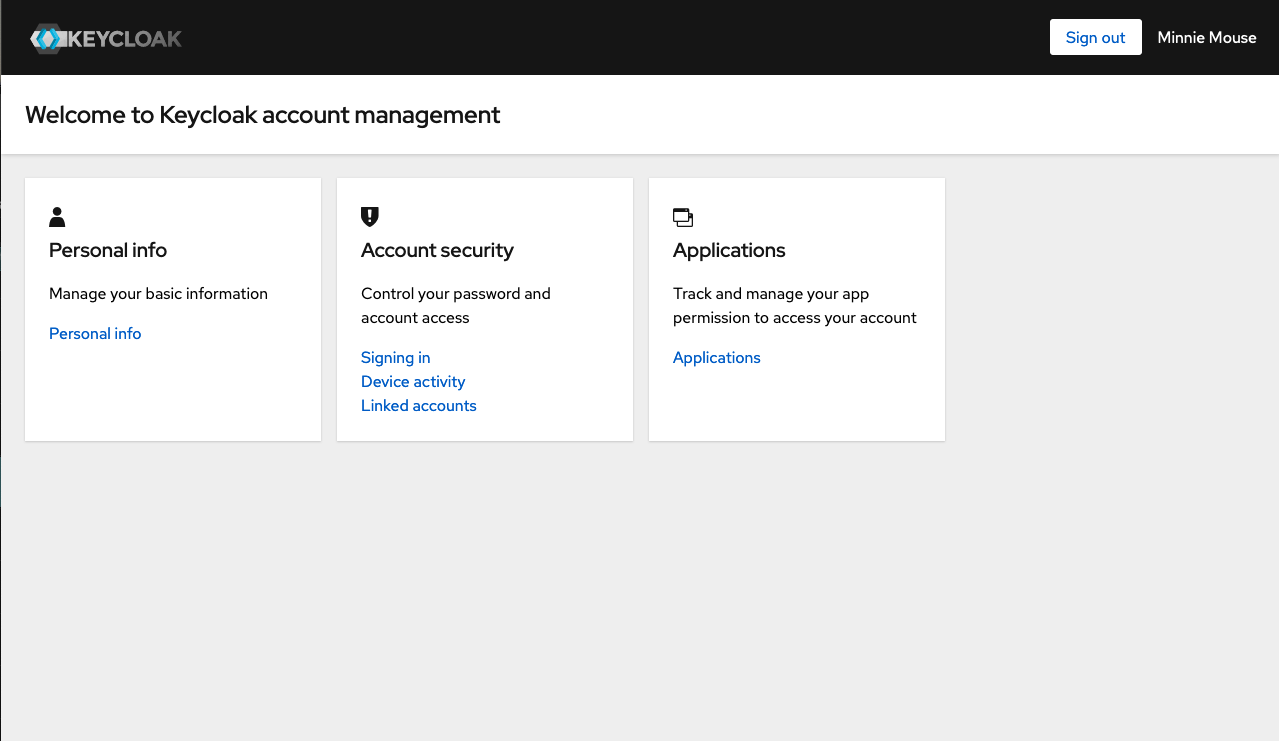 KEYCLOAK
Sign out
Minnie Mouse
Welcome to Keycloak account management
Personal info
Manage your basic information
Personal info
Account security
Control your password and
account access
Signing in
Device activity
Linked accounts
Applications
Track and manage your app
permission to access your account
Applications